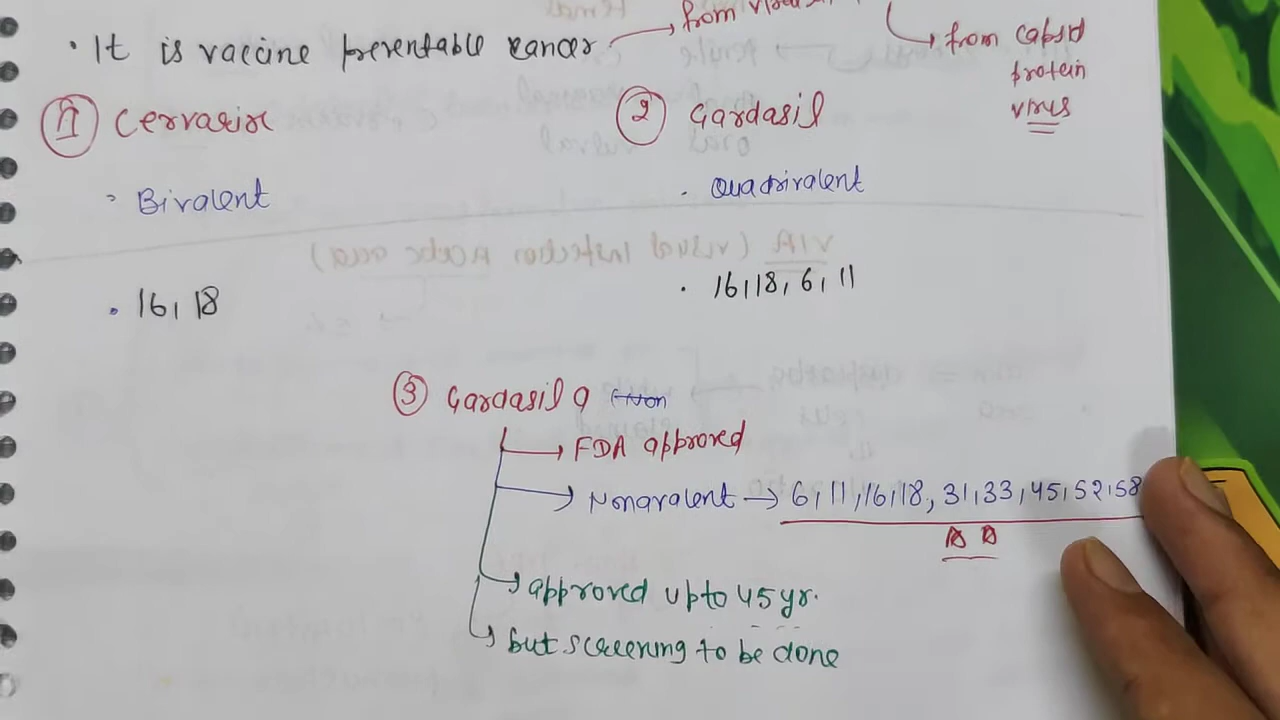 from
from capsid
protein
virus
• It is vaccine preventable cancer
1 Cervarix
◦ Bivalent
• 16, 18
2 Gardasil
• Quadrivalent
• 16, 18, 6, 11
3 Gardasil 9
FDA approved
Nonavalent → 6, 11, 16, 18, 31, 33, 45, 52, 58
approved upto 45 yr.
but screening to be done